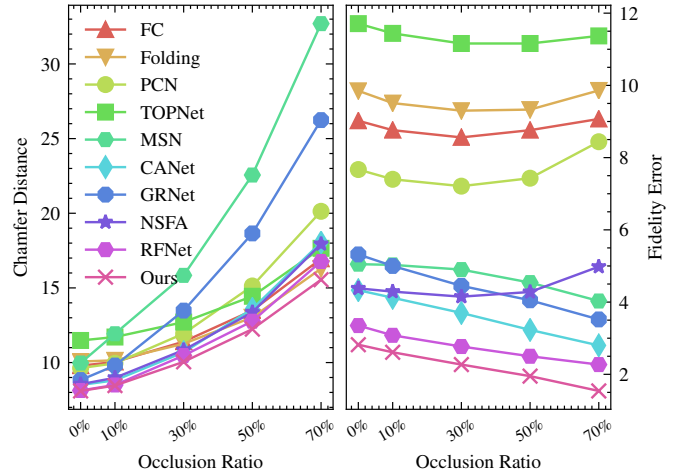 Chamfer Distance
30
25
20
15
10
FC
Folding
PCN
TOPNet
MSN
CANet
GRNet
NSFA
RFNet
Ours
0%
10%
30%
50%
70%
Occlusion Ratio
12
10
8
6
4
2
Fidelity Error
0%
10%
30%
50%
70%
Occlusion Ratio